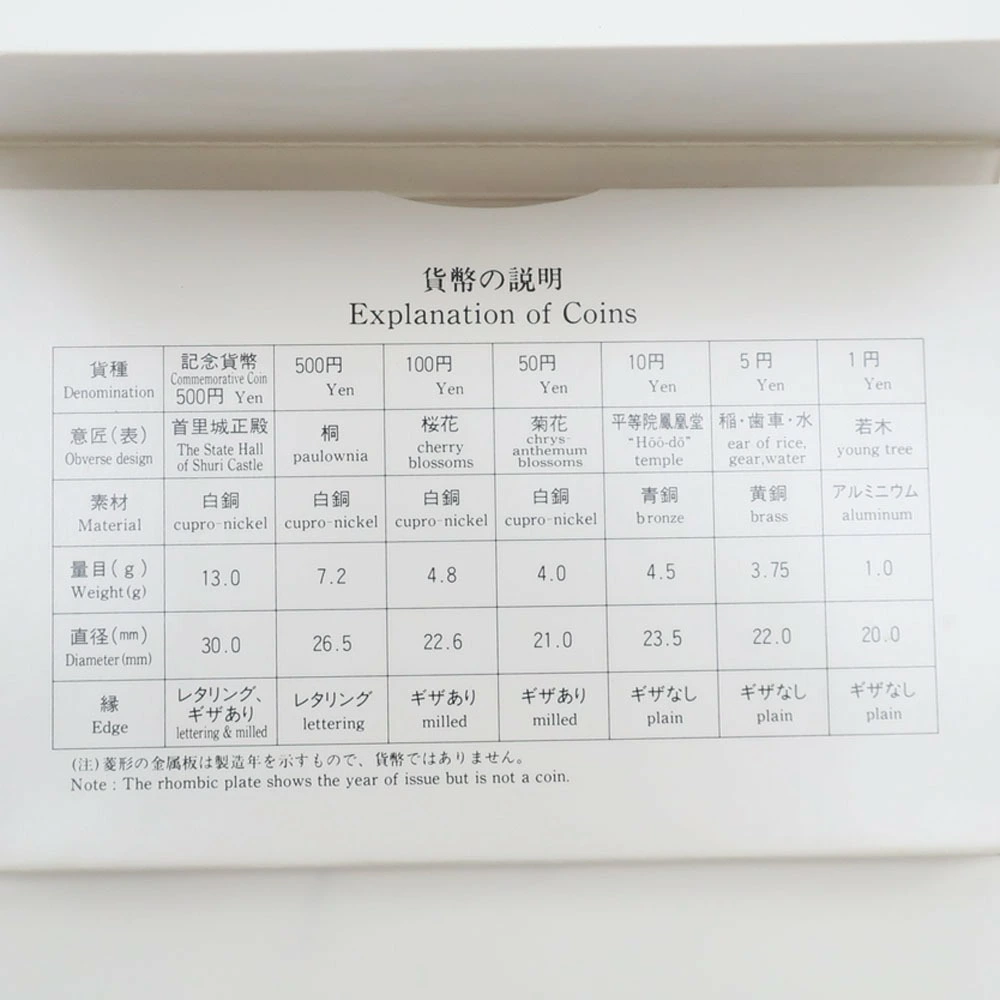 貨幣の説明
Explanation of Coins
貨種 記念貨幣 500円 100円 50円 10円 5円 1円
Denomination Commemorative Coin Yen Yen Yen Yen Yen Yen
500円 Yen
意匠(表) 首里城正殿 桐 桜花 菊花 平等院鳳凰堂 稲・歯車・水 若木
Obverse design The State Hall paulownia cherry chrys- "Hōō-dō" ear of rice, young tree
of Shuri Castle blossoms anthemum temple gear,water
blossoms
素材 白銅 白銅 白銅 白銅 青銅 黄銅 アルミニウム
Material cupro-nickel cupro-nickel cupro-nickel cupro-nickel bronze brass aluminum
量目(g) 13.0 7.2 4.8 4.0 4.5 3.75 1.0
Weight(g)
直径(mm) 30.0 26.5 22.6 21.0 23.5 22.0 20.0
Diameter(mm)
縁 レタリング、 レタリング ギザあり ギザあり ギザなし ギザなし ギザなし
Edge ギザあり lettering milled milled plain plain plain
lettering & milled
(注)菱形の金属板は製造年を示すもので、貨幣ではありません。
Note : The rhombic plate shows the year of issue but is not a coin.